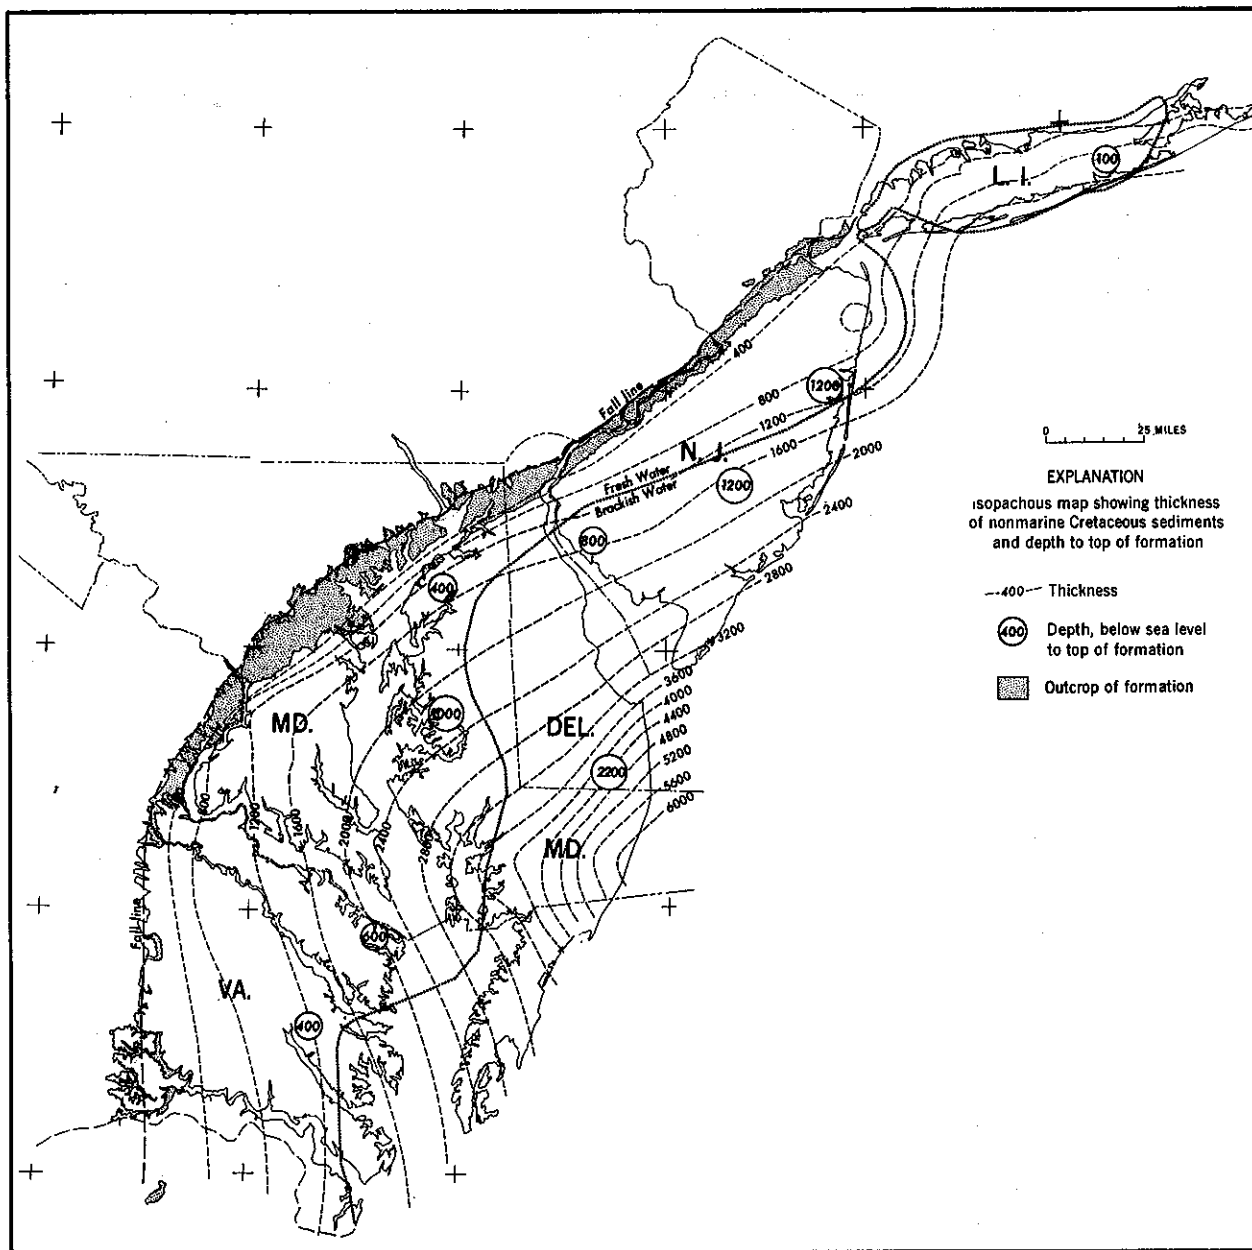 L. I.
400
Fall line
400
1200
800
1200
1600
2000
N. J.
Fresh Water
Brackish Water
1200
2400
800
2800
400
3200
3600
4000
4400
4800
5200
5600
6000
MD.
DEL.
2200
1200
1600
2000
2400
MD.
Fall line
600
VA.
400
0 25 MILES
EXPLANATION
Isopachous map showing thickness
of nonmarine Cretaceous sediments
and depth to top of formation
400 Thickness
400 Depth, below sea level
to top of formation
Outcrop of formation